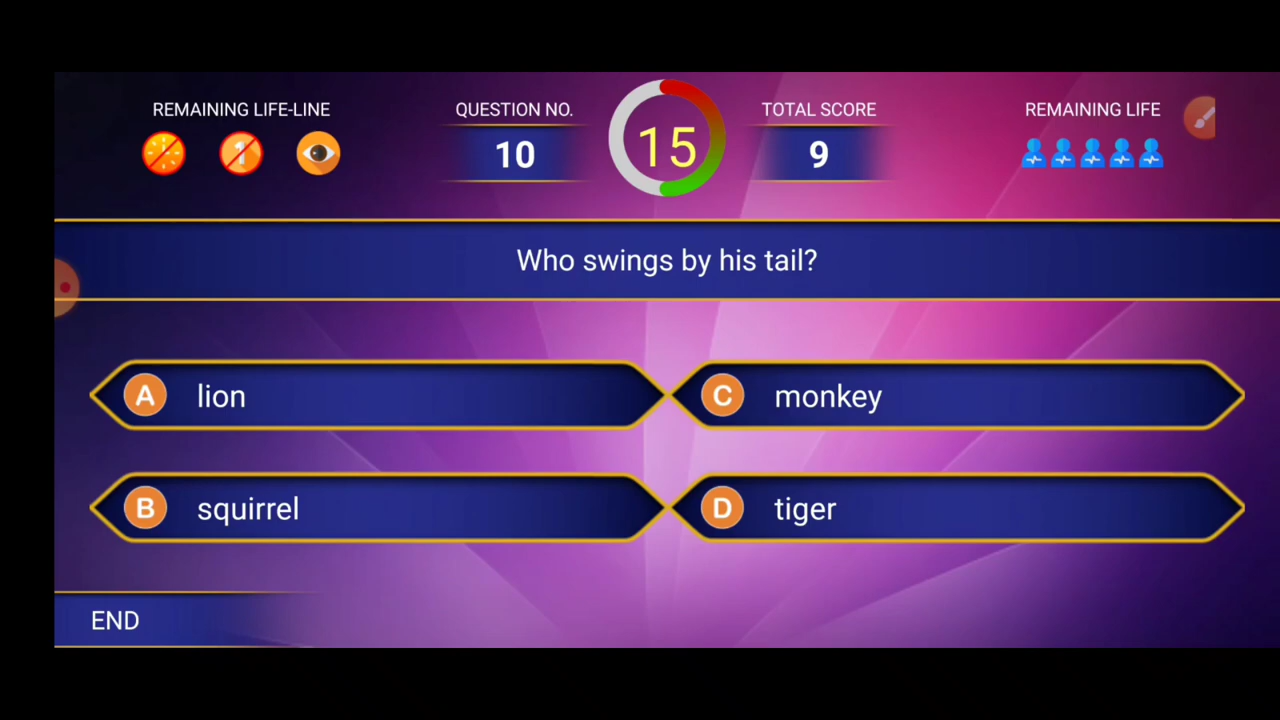 REMAINING LIFE-LINE
1
QUESTION NO.
10
15
TOTAL SCORE
9
REMAINING LIFE
Who swings by his tail?
A lion
C monkey
B squirrel
D tiger
END